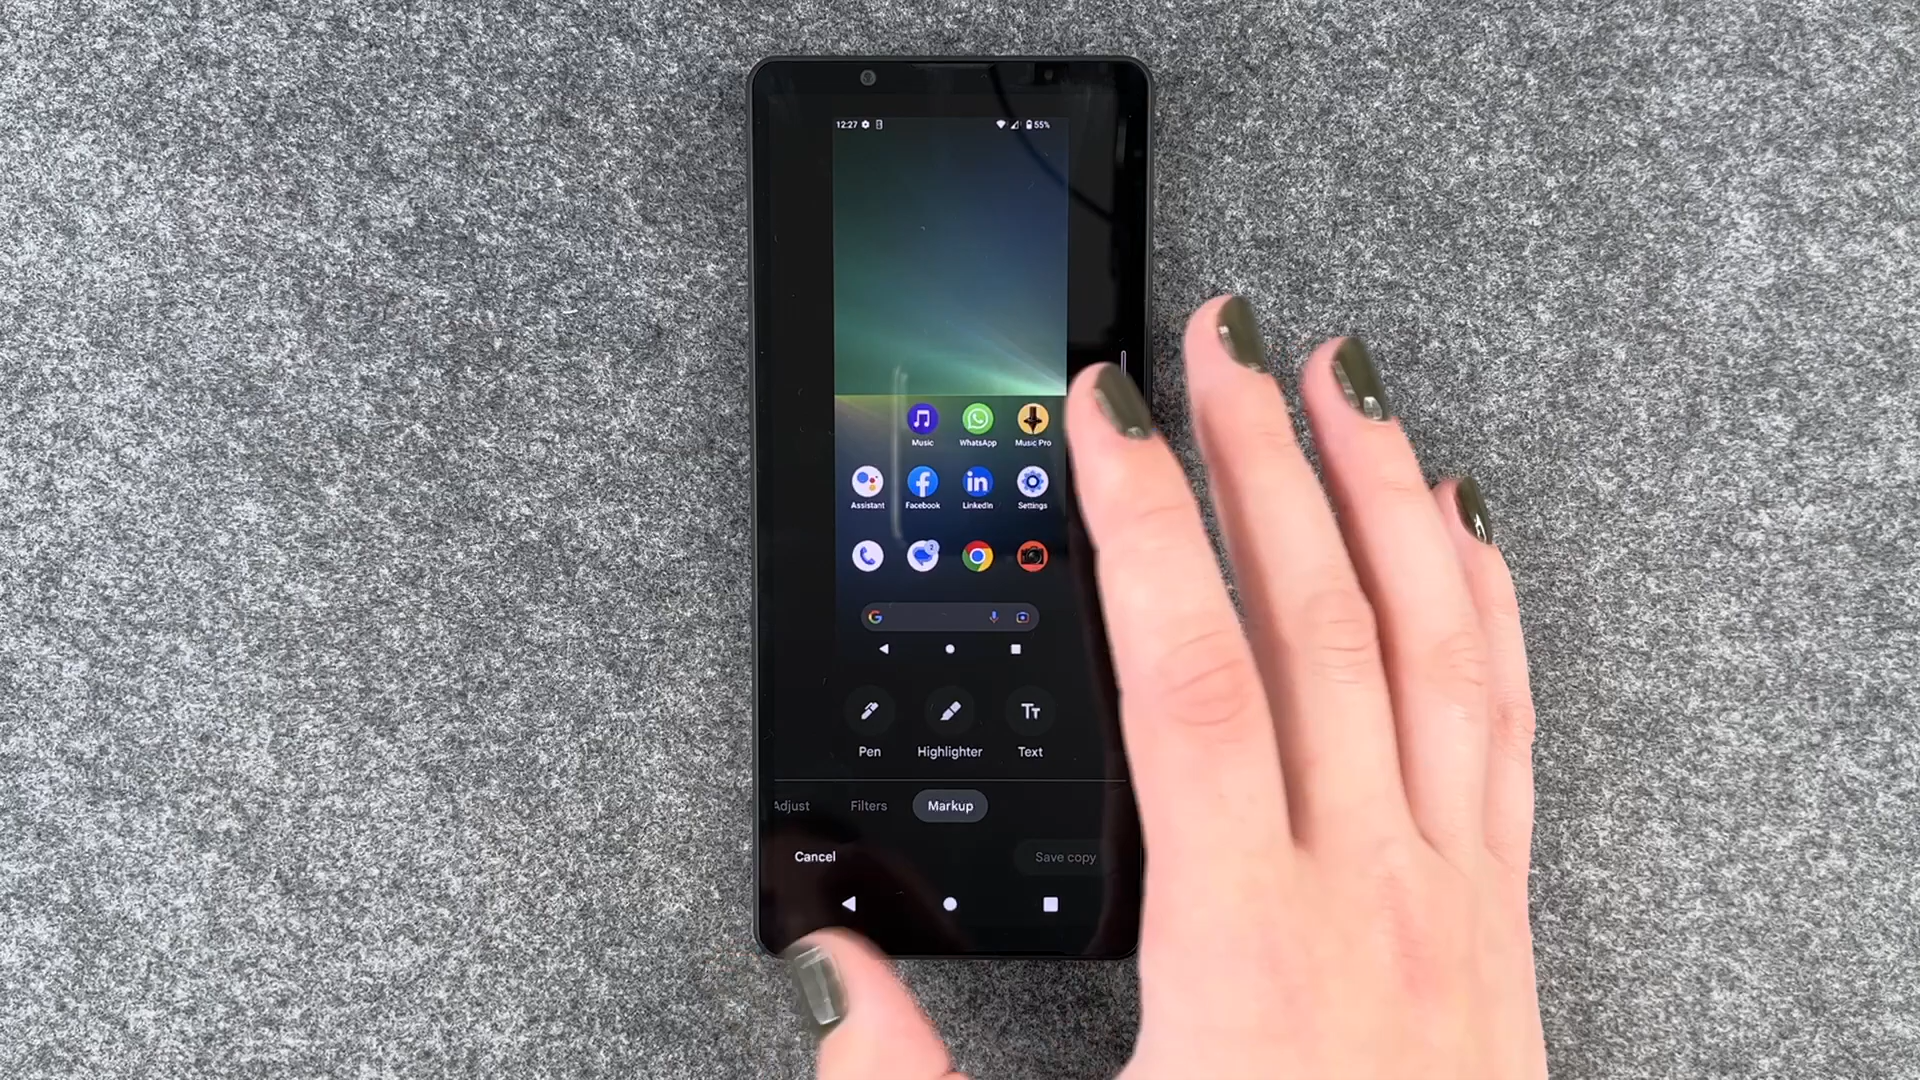 12:27 55%
Music WhatsApp Music Pro
Assistant Facebook LinkedIn Settings
2
Pen Highlighter Text
Adjust Filters Markup
Cancel Save copy